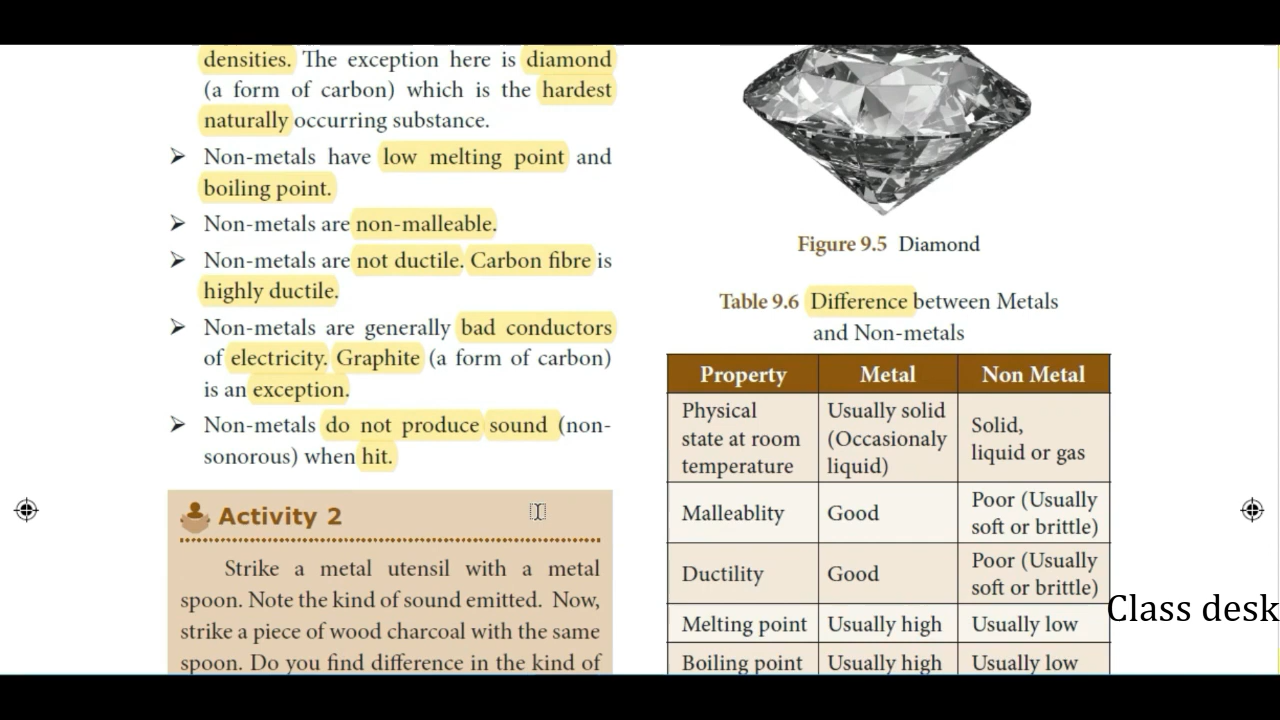 densities. The exception here is diamond
(a form of carbon) which is the hardest
naturally occurring substance.
➢ Non-metals have low melting point and
boiling point.
➢ Non-metals are non-malleable.
➢ Non-metals are not ductile. Carbon fibre is
highly ductile.
➢ Non-metals are generally bad conductors
of electricity. Graphite (a form of carbon)
is an exception.
➢ Non-metals do not produce sound (non-
sonorous) when hit.
Activity 2
Strike a metal utensil with a metal
spoon. Note the kind of sound emitted. Now,
strike a piece of wood charcoal with the same
spoon. Do you find difference in the kind of
Figure 9.5 Diamond
Table 9.6 Difference between Metals
and Non-metals
Property Metal Non Metal
Physical
state at room
temperature
Usually solid
(Occasionaly
liquid)
Solid,
liquid or gas
Malleablity Good
Poor (Usually
soft or brittle)
Ductility Good
Poor (Usually
soft or brittle)
Melting point Usually high Usually low
Boiling point Usually high Usually low
Class desk